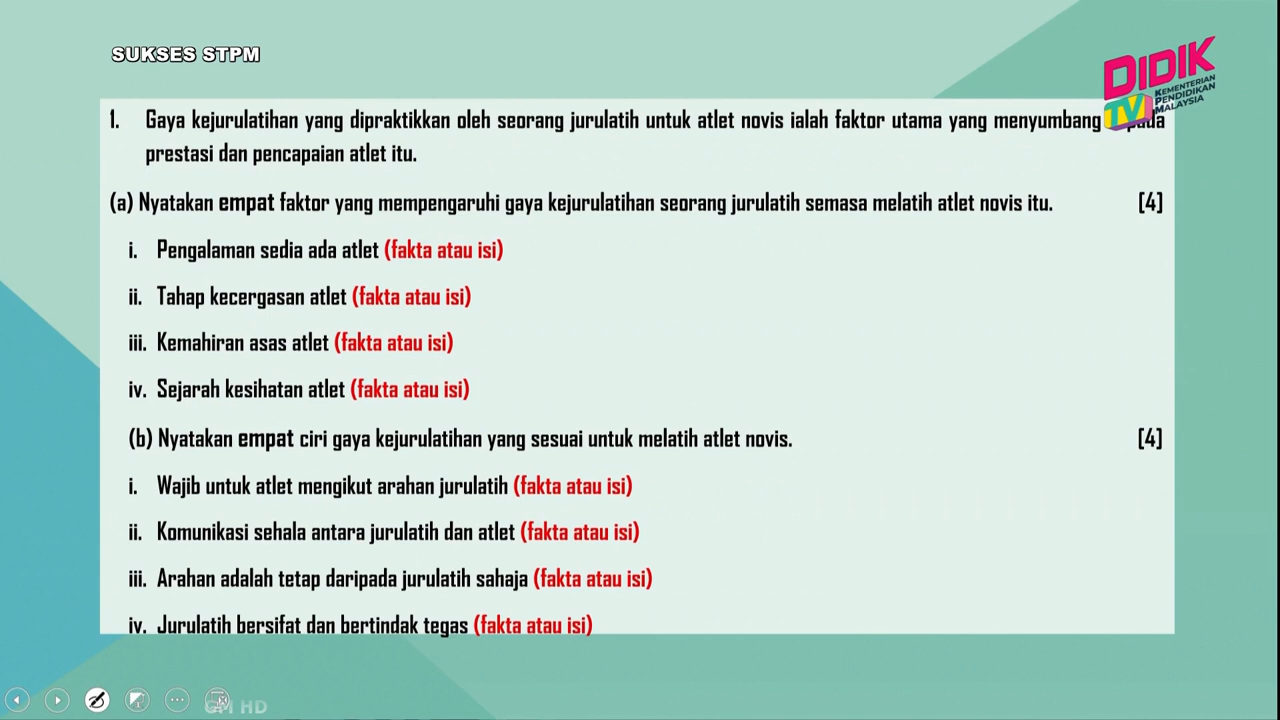 SUKSES STPM
DIDIK
TV
KEMENTERIAN
PENDIDIKAN
MALAYSIA
1. Gaya kejurulatihan yang dipraktikkan oleh seorang jurulatih untuk atlet novis ialah faktor utama yang menyumbang
prestasi dan pencapaian atlet itu.
(a) Nyatakan empat faktor yang mempengaruhi gaya kejurulatihan seorang jurulatih semasa melatih atlet novis itu. [4]
i. Pengalaman sedia ada atlet (fakta atau isi)
ii. Tahap kecergasan atlet (fakta atau isi)
iii. Kemahiran asas atlet (fakta atau isi)
iv. Sejarah kesihatan atlet (fakta atau isi)
(b) Nyatakan empat ciri gaya kejurulatihan yang sesuai untuk melatih atlet novis. [4]
i. Wajib untuk atlet mengikut arahan jurulatih (fakta atau isi)
ii. Komunikasi sehala antara jurulatih dan atlet (fakta atau isi)
iii. Arahan adalah tetap daripada jurulatih sahaja (fakta atau isi)
iv. Jurulatih bersifat dan bertindak tegas (fakta atau isi)
HD